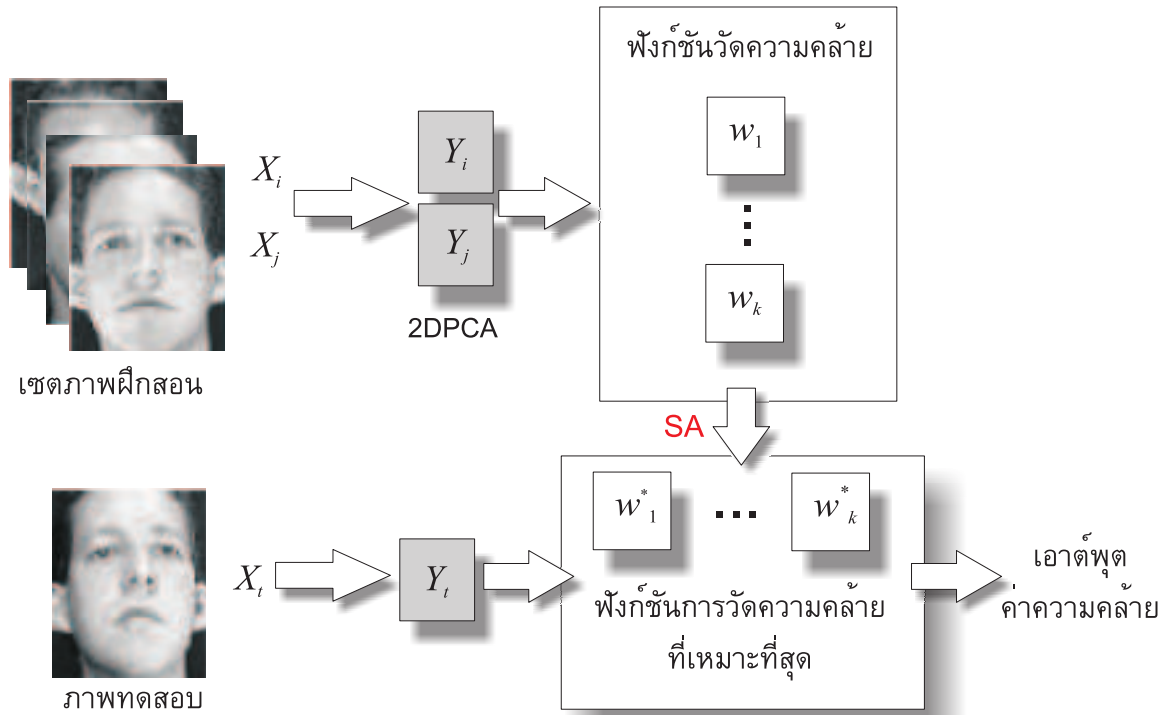 ฟังก์ชันวัดความคล้าย
w_1
w_k
X_i
X_j
Y_i
Y_j
2DPCA
เซตภาพฝึกสอน
SA
w^*_1
w^*_k
ฟังก์ชันการวัดความคล้าย
ที่เหมาะที่สุด
X_t
Y_t
ภาพทดสอบ
เอาต์พุต
ค่าความคล้าย